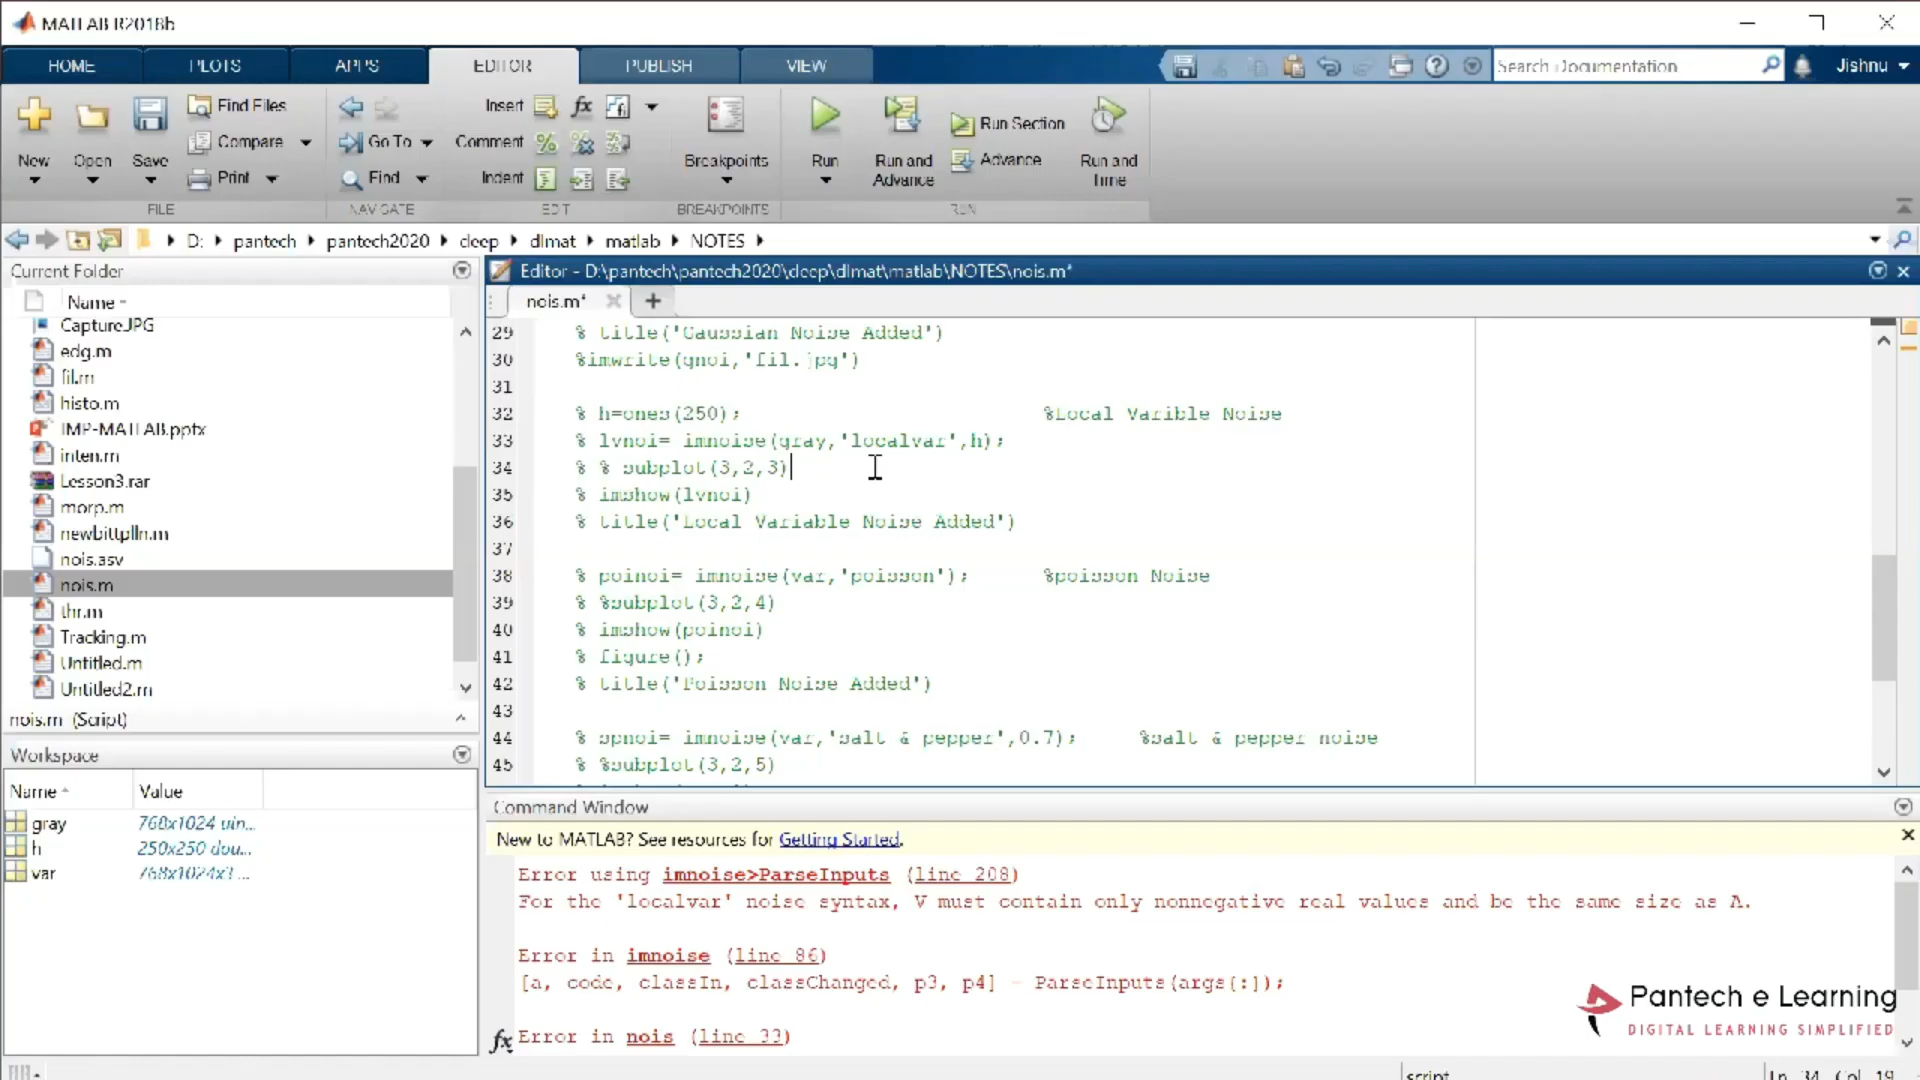 MATLAB R2018b
HOME PLOTS APPS EDITOR PUBLISH VIEW Search Documentation Jishnu
New Open Save Find Files Compare Print Go To Find Insert Comment Indent Breakpoints Run Run and Advance Run Section Advance Run and Time
FILE NAVIGATE EDIT BREAKPOINTS RUN
D: pantech pantech2020 deep dlmat matlab NOTES
Current Folder
Name
Capture.JPG
edg.m
fil.m
histo.m
IMP-MATLAB.pptx
inten.m
Lesson3.rar
morp.m
newbittplln.m
nois.asv
nois.m
thr.m
Tracking.m
Untitled.m
Untitled2.m
nois.m (Script)
Workspace
Name Value
gray 768x1024 uin...
h 250x250 dou...
var 768x1024x3 ...
Editor - D:\pantech\pantech2020\deep\dlmat\matlab\NOTES\nois.m*
nois.m*
29 % title('Gaussian Noise Added')
30 %imwrite(gnoi,'fil.jpg')
31
32 % h=ones(250); %Local Varible Noise
33 % lvnoi= imnoise(gray,'localvar',h);
34 % % subplot(3,2,3)
35 % imshow(lvnoi)
36 % title('Local Variable Noise Added')
37
38 % poinoi= imnoise(var,'poisson'); %poisson Noise
39 % %subplot(3,2,4)
40 % imshow(poinoi)
41 % figure();
42 % title('Poisson Noise Added')
43
44 % spnoi= imnoise(var,'salt & pepper',0.7); %salt & pepper noise
45 % %subplot(3,2,5)
Command Window
New to MATLAB? See resources for Getting Started.
Error using imnoise>ParseInputs (line 208)
For the 'localvar' noise syntax, V must contain only nonnegative real values and be the same size as A.
Error in imnoise (line 86)
[a, code, classIn, classChanged, p3, p4] = ParseInputs(args{:});
fx Error in nois (line 33)
Pantech e Learning
DIGITAL LEARNING SIMPLIFIED
script Ln 34 Col 19